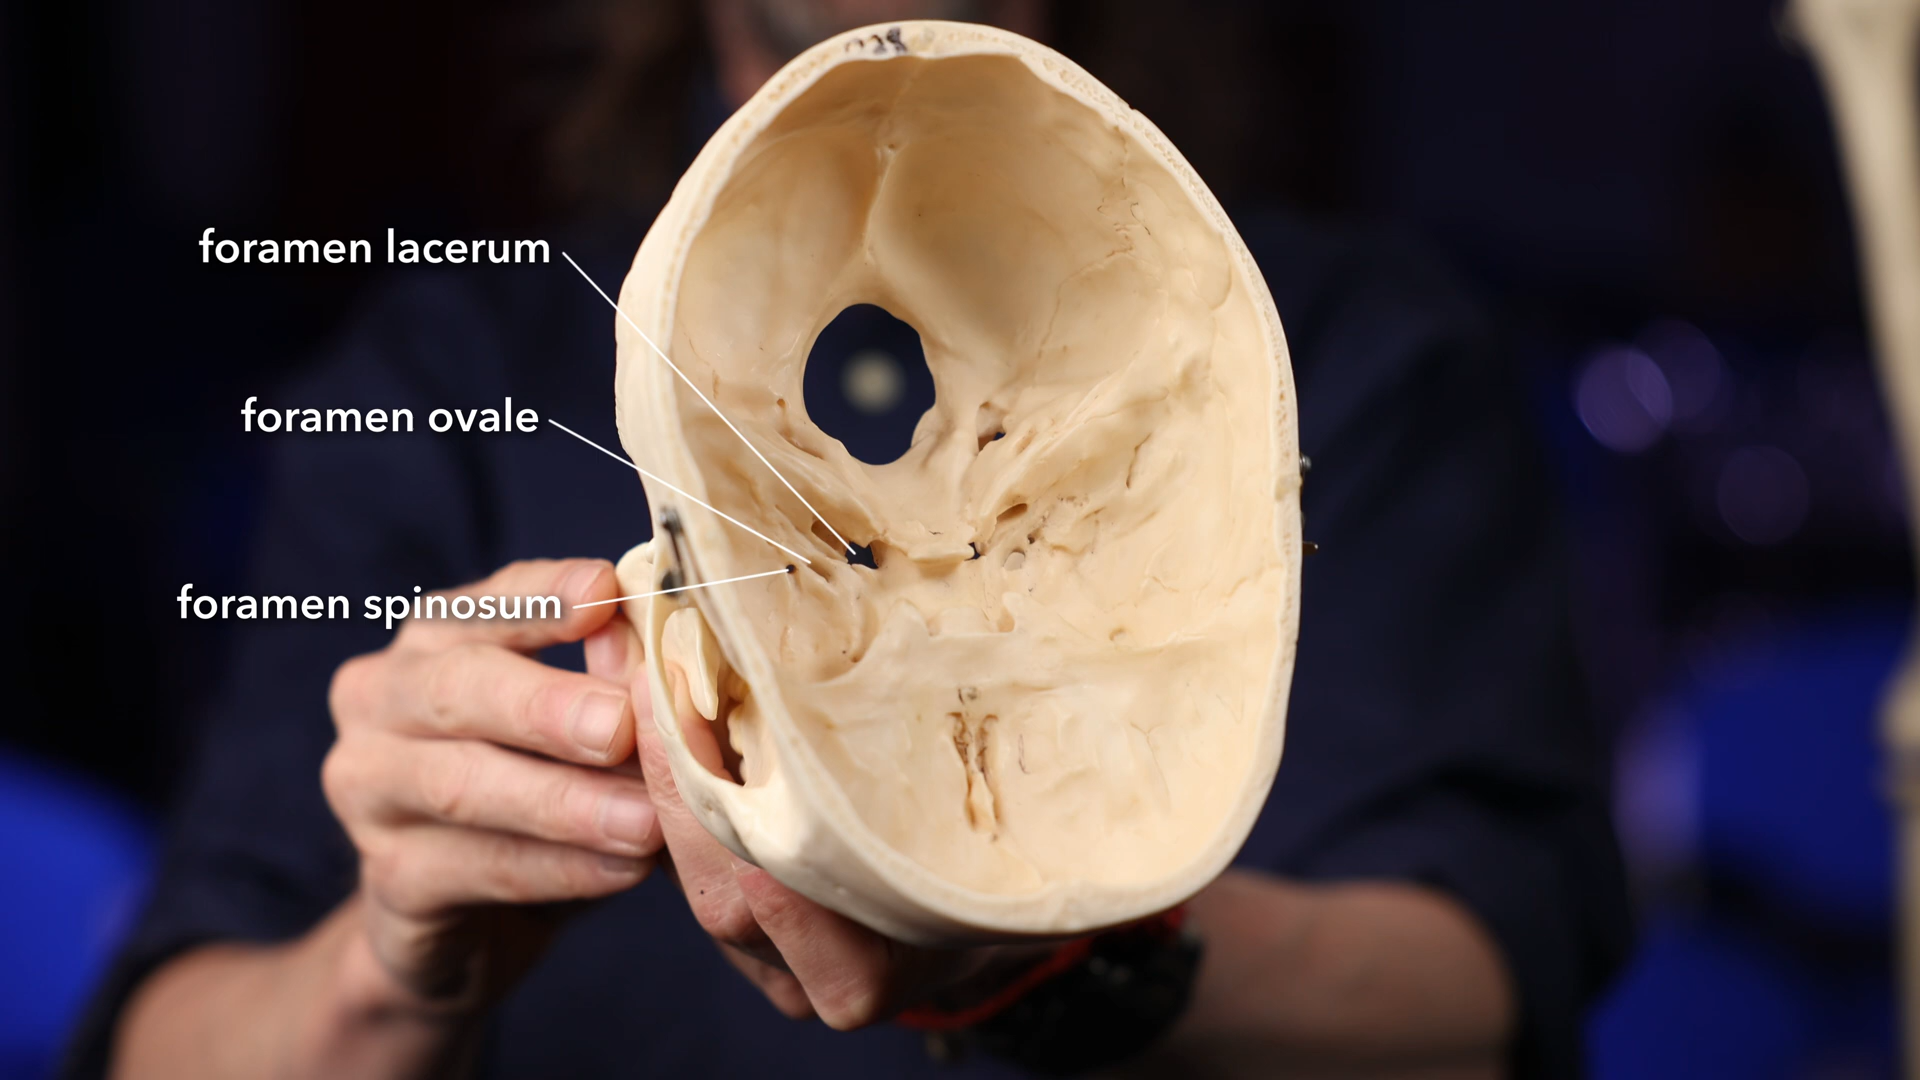 foramen lacerum
foramen ovale
foramen spinosum